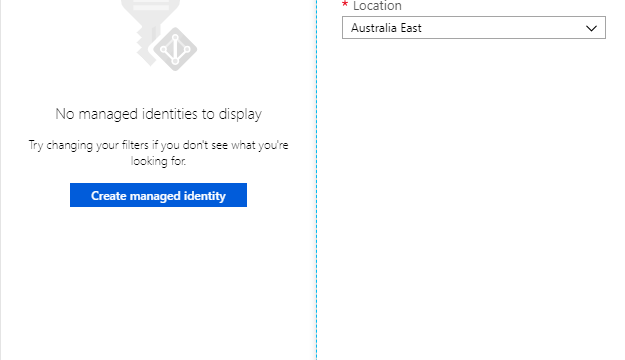 * Location
Australia East
No managed identities to display
Try changing your filters if you don't see what you're
looking for.
Create managed identity